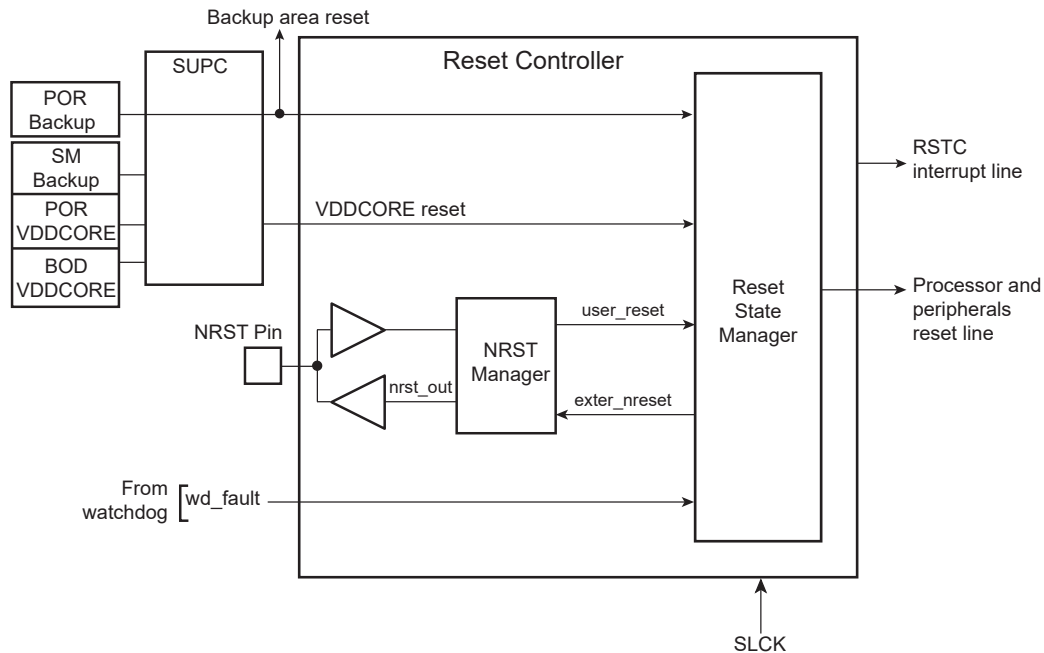 Backup area reset
SUPC
Reset Controller
POR
Backup
SM
Backup
POR
VDDCORE
BOD
VDDCORE
VDDCORE reset
RSTC
interrupt line
Reset
State
Manager
Processor and
peripherals
reset line
NRST Pin
user_reset
NRST
Manager
nrst_out
exter_nreset
From
watchdog
wd_fault
SLCK